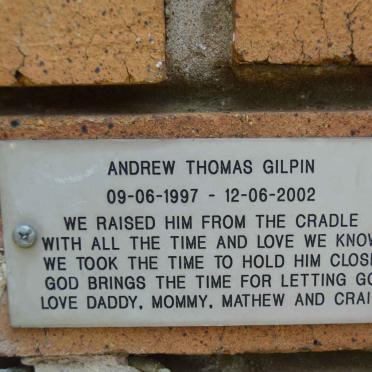 ANDREW THOMAS GILPIN
09-06-1997 - 12-06-2002
WE RAISED HIM FROM THE CRADLE
WITH ALL THE TIME AND LOVE WE KNOW
WE TOOK THE TIME TO HOLD HIM CLOSE
GOD BRINGS THE TIME FOR LETTING GO
LOVE DADDY, MOMMY, MATHEW AND